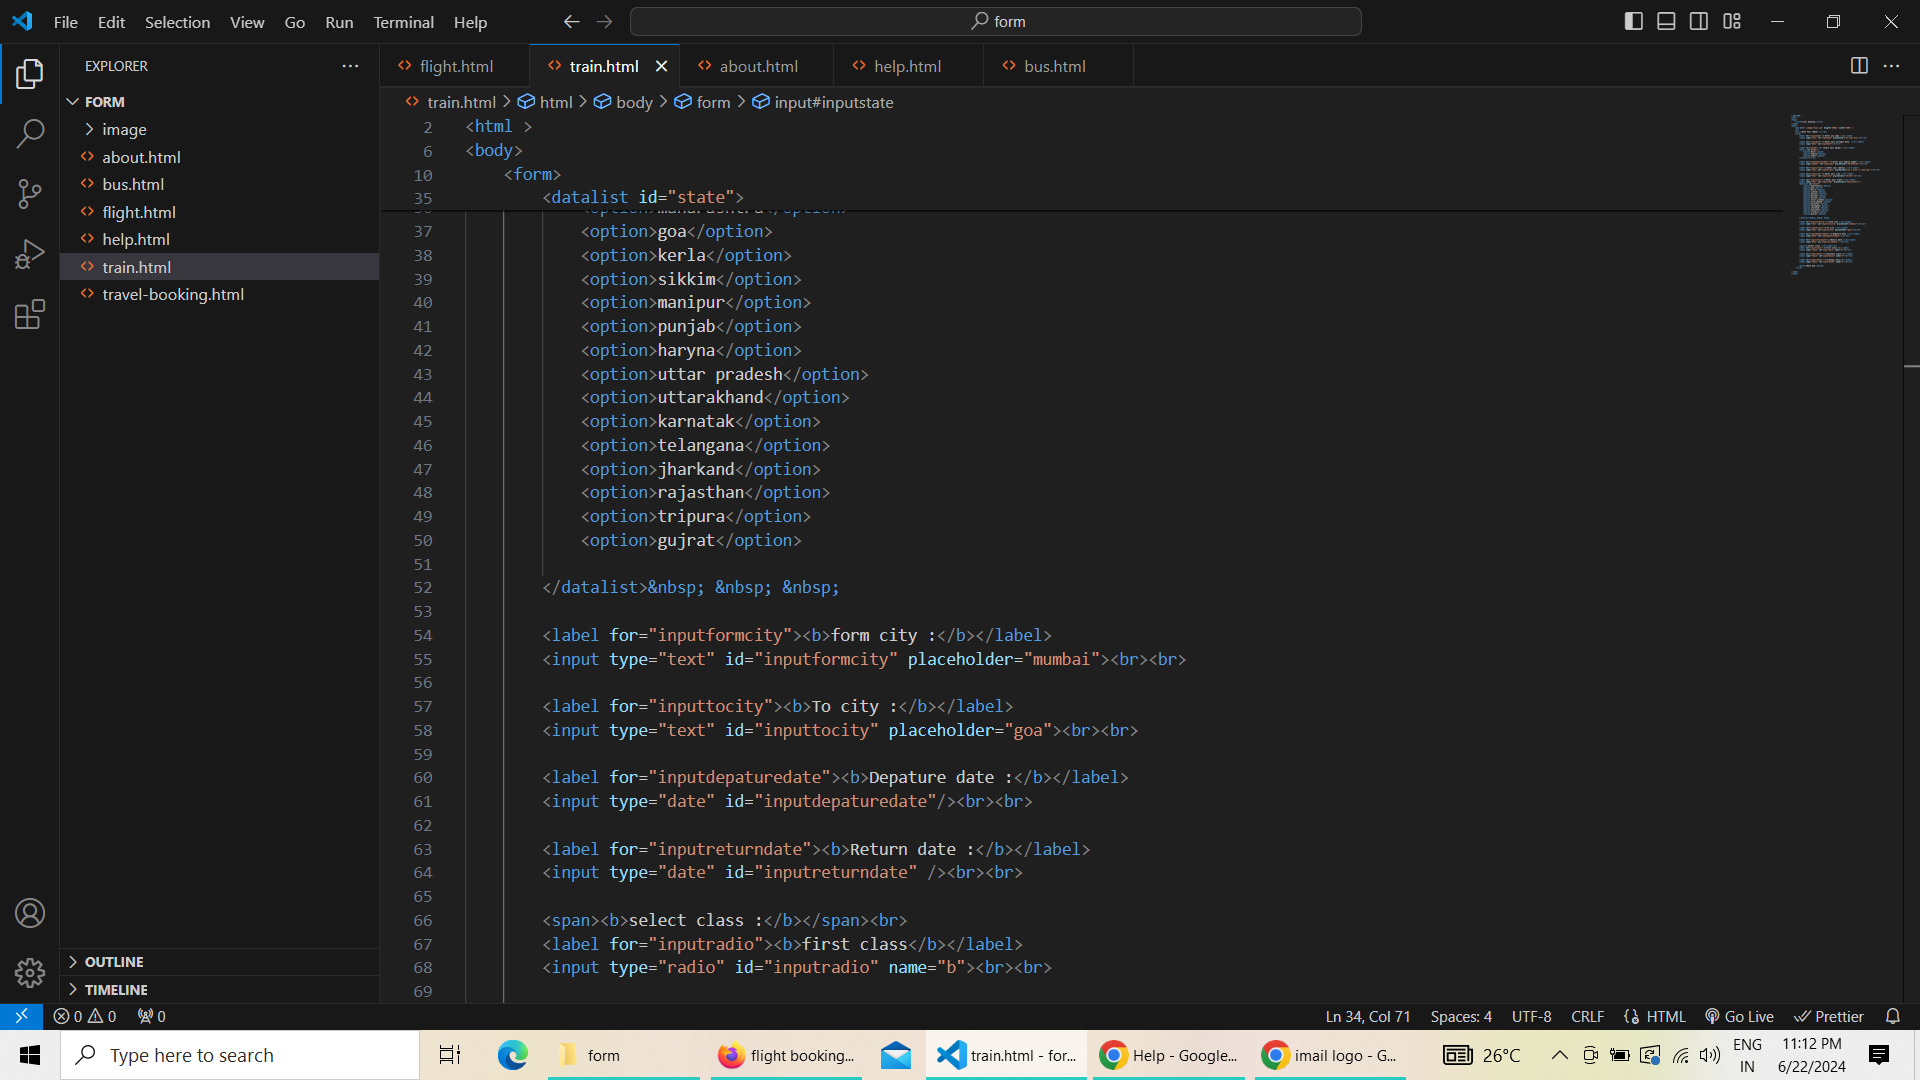 File Edit Selection View Go Run Terminal Help
form
EXPLORER
FORM
image
about.html
bus.html
flight.html
help.html
train.html
travel-booking.html
OUTLINE
TIMELINE
flight.html train.html about.html help.html bus.html
train.html html body form input#inputstate
2 <html >
6 <body>
10 <form>
35 <datalist id="state">
37 <option>goa</option>
38 <option>kerla</option>
39 <option>sikkim</option>
40 <option>manipur</option>
41 <option>punjab</option>
42 <option>haryna</option>
43 <option>uttar pradesh</option>
44 <option>uttarakhand</option>
45 <option>karnatak</option>
46 <option>telangana</option>
47 <option>jharkand</option>
48 <option>rajasthan</option>
49 <option>tripura</option>
50 <option>gujrat</option>
51
52 </datalist>&nbsp; &nbsp; &nbsp;
53
54 <label for="inputformcity"><b>form city :</b></label>
55 <input type="text" id="inputformcity" placeholder="mumbai"><br><br>
56
57 <label for="inputtocity"><b>To city :</b></label>
58 <input type="text" id="inputtocity" placeholder="goa"><br><br>
59
60 <label for="inputdepaturedate"><b>Depature date :</b></label>
61 <input type="date" id="inputdepaturedate"/><br><br>
62
63 <label for="inputreturndate"><b>Return date :</b></label>
64 <input type="date" id="inputreturndate" /><br><br>
65
66 <span><b>select class :</b></span><br>
67 <label for="inputradio"><b>first class</b></label>
68 <input type="radio" id="inputradio" name="b"><br><br>
69
0 0 0 Ln 34, Col 71 Spaces: 4 UTF-8 CRLF HTML Go Live Prettier
Type here to search
form
flight booking...
train.html - for...
Help - Google...
imail logo - G...
26°C
ENG
IN
11:12 PM
6/22/2024